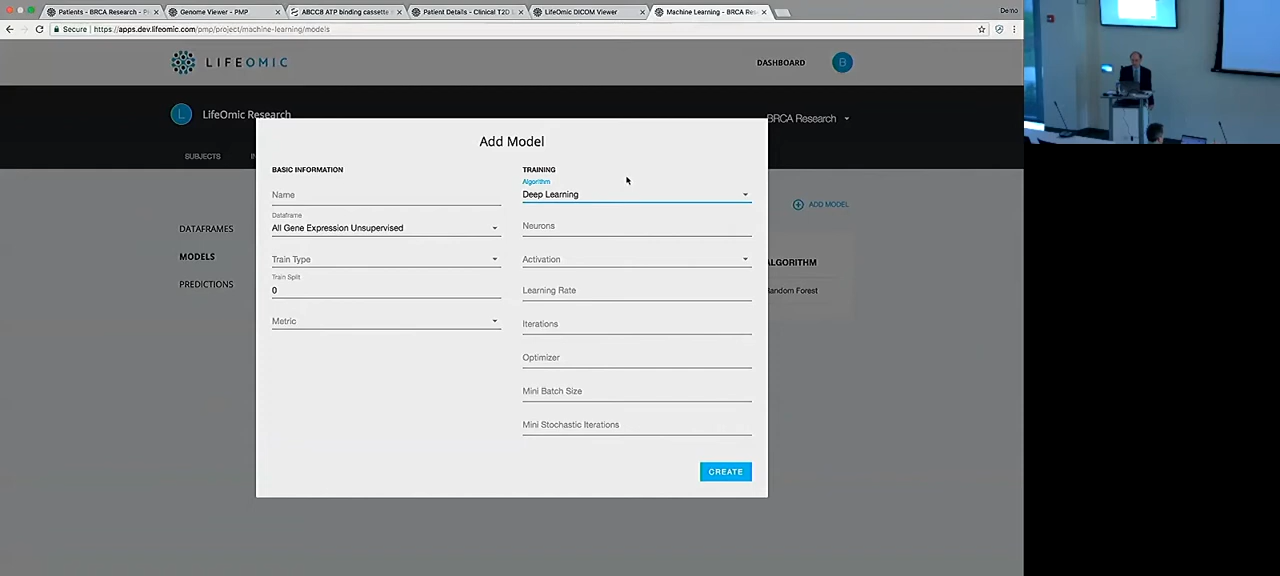 Patients - BRCA Research - P
Genome Viewer - PMP
ABCC8 ATP binding cassette
Patient Details - Clinical T2D
LifeOmic DICOM Viewer
Machine Learning - BRCA Res
Demo
Secure https://apps.dev.lifeomic.com/pmp/project/machine-learning/models
LIFEOMIC
DASHBOARD
B
L
LifeOmic Research
BRCA Research
SUBJECTS
DATAFRAMES
MODELS
PREDICTIONS
ADD MODEL
ALGORITHM
Random Forest
Add Model
BASIC INFORMATION
Name
Dataframe
All Gene Expression Unsupervised
Train Type
Train Split
0
Metric
TRAINING
Algorithm
Deep Learning
Neurons
Activation
Learning Rate
Iterations
Optimizer
Mini Batch Size
Mini Stochastic Iterations
CREATE